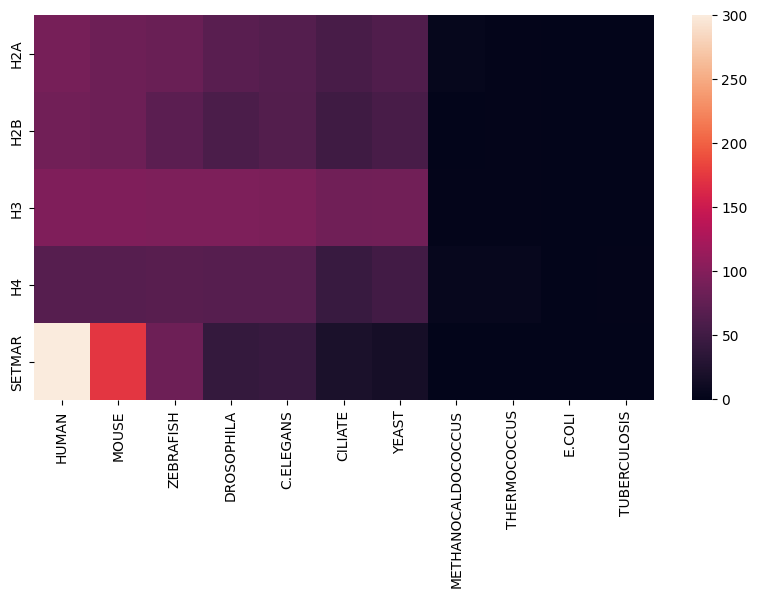 H2A
H2B
H3
H4
SETMAR
HUMAN
MOUSE
ZEBRAFISH
DROSOPHILA
C.ELEGANS
CILIATE
YEAST
METHANOCALDOCOCCUS
THERMOCOCCUS
E.COLI
TUBERCULOSIS
300
250
200
150
100
50
0